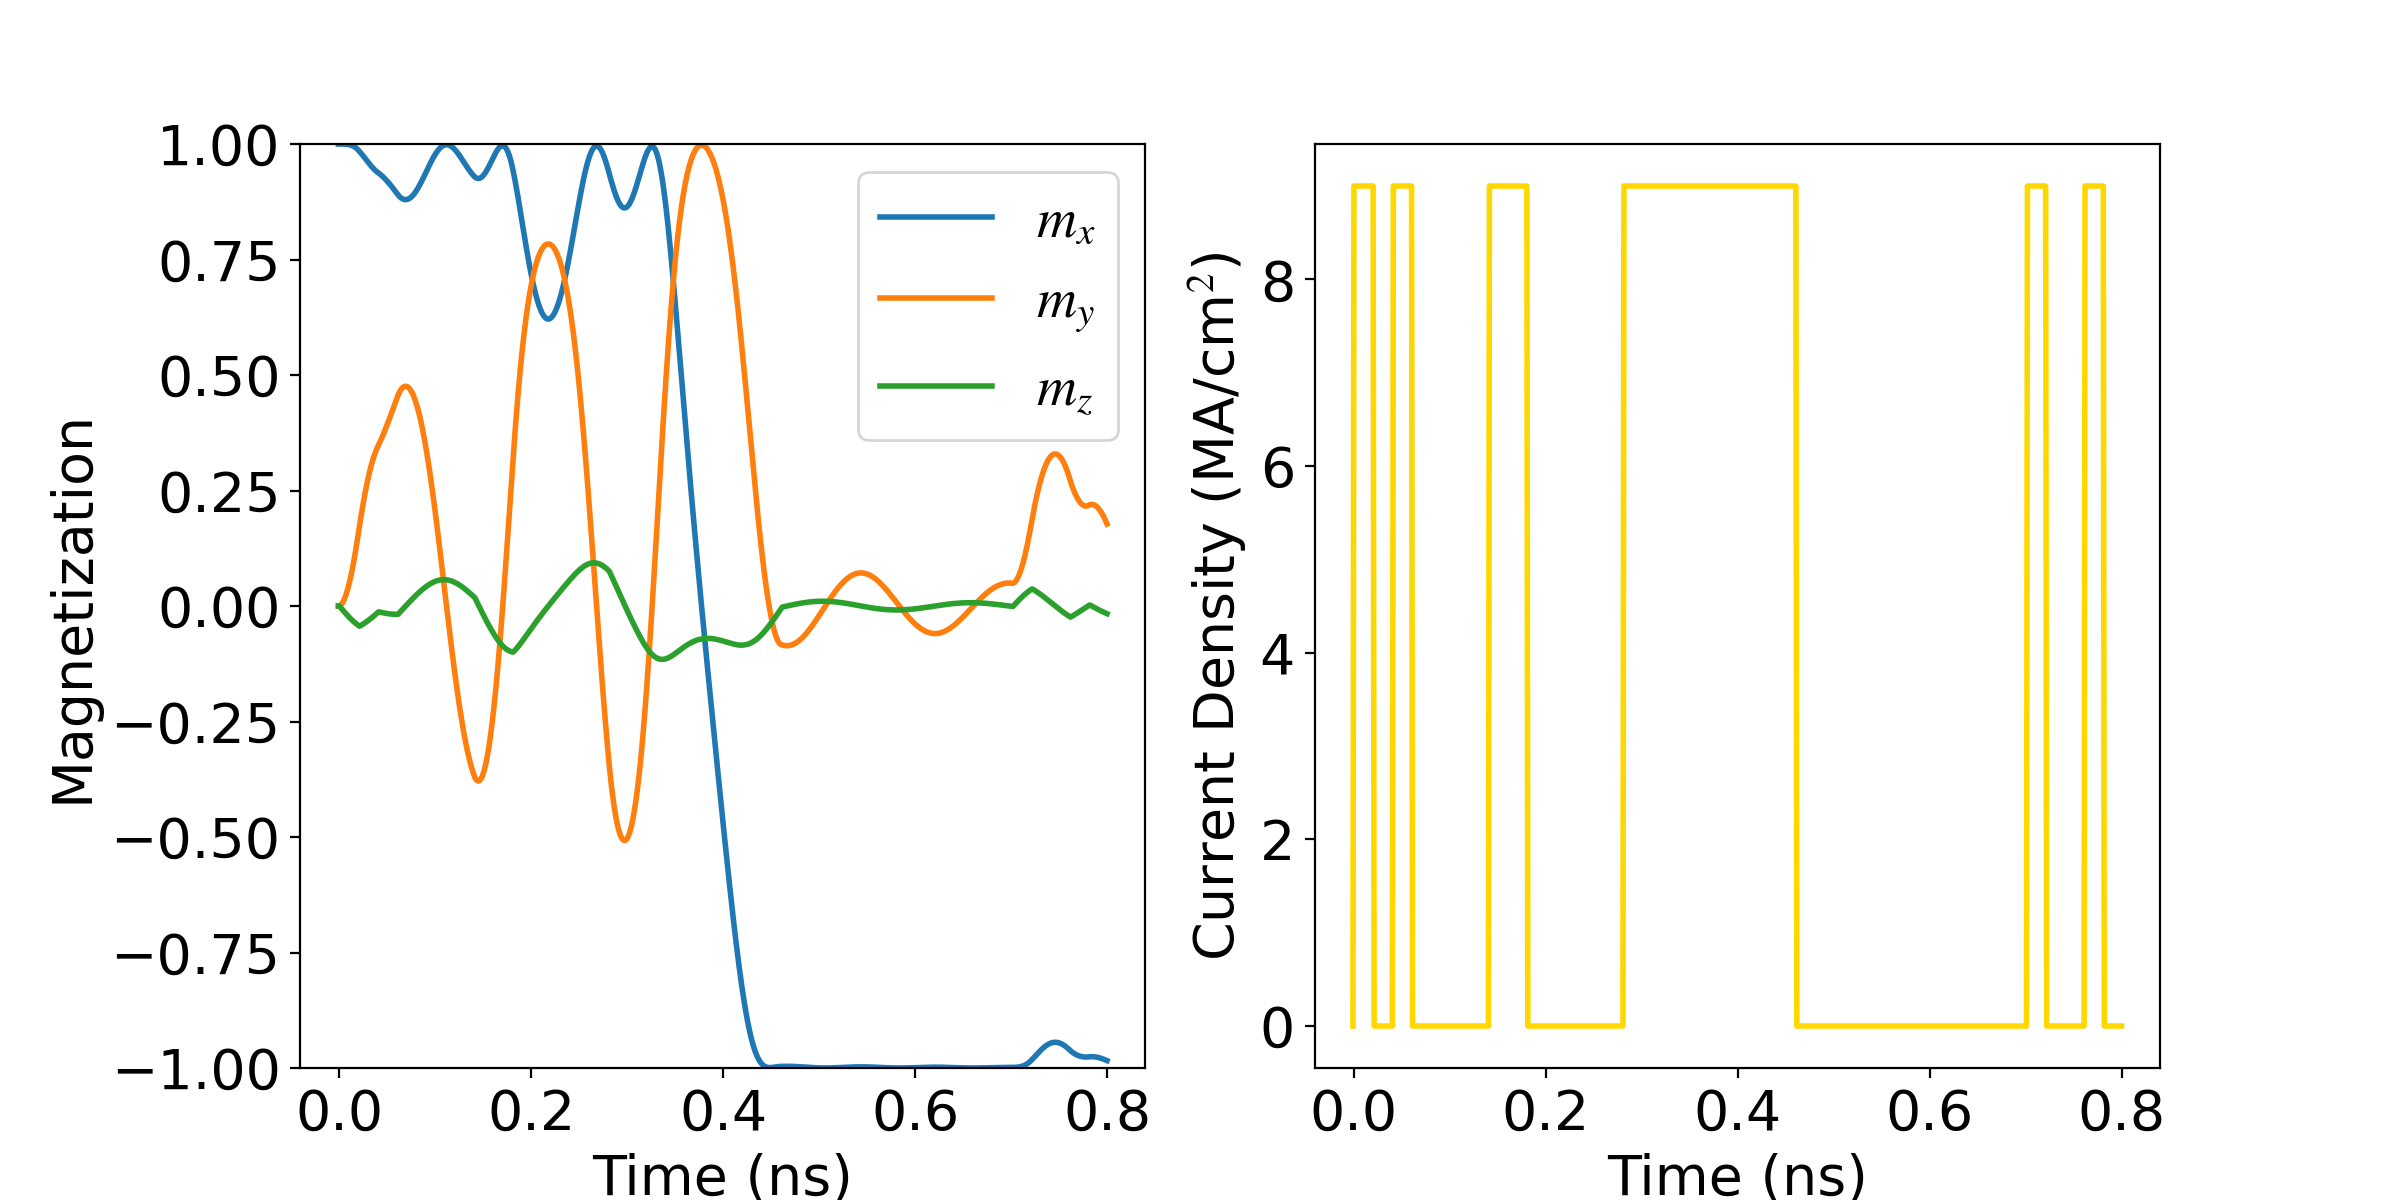 1.00
0.75
0.50
0.25
0.00
−0.25
−0.50
−0.75
−1.00
Magnetization
0.0 0.2 0.4 0.6 0.8
Time (ns)
m_x
m_y
m_z
8
6
4
2
0
Current Density (MA/cm²)
0.0 0.2 0.4 0.6 0.8
Time (ns)